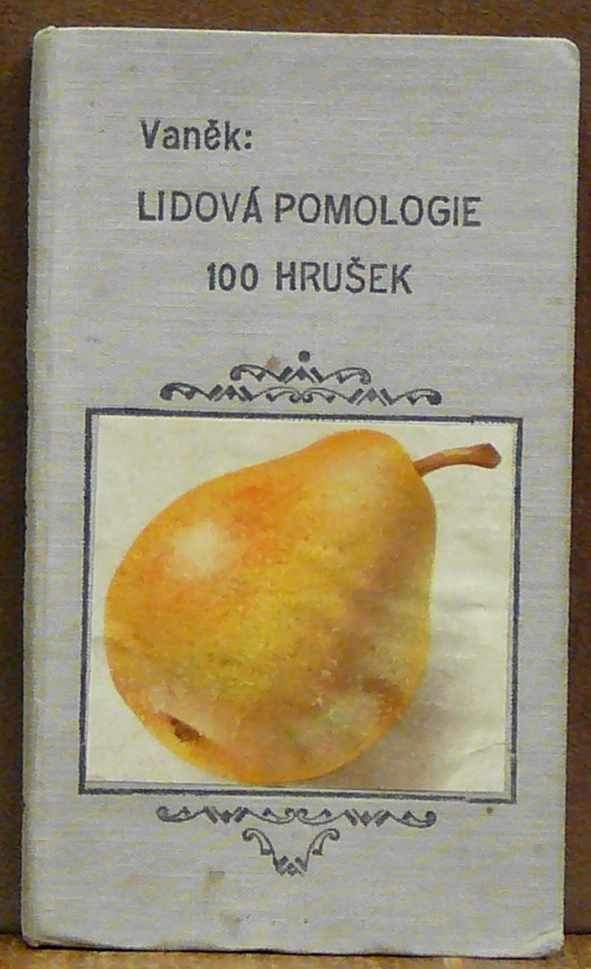 Vaněk:
LIDOVÁ POMOLOGIE
100 HRUŠEK